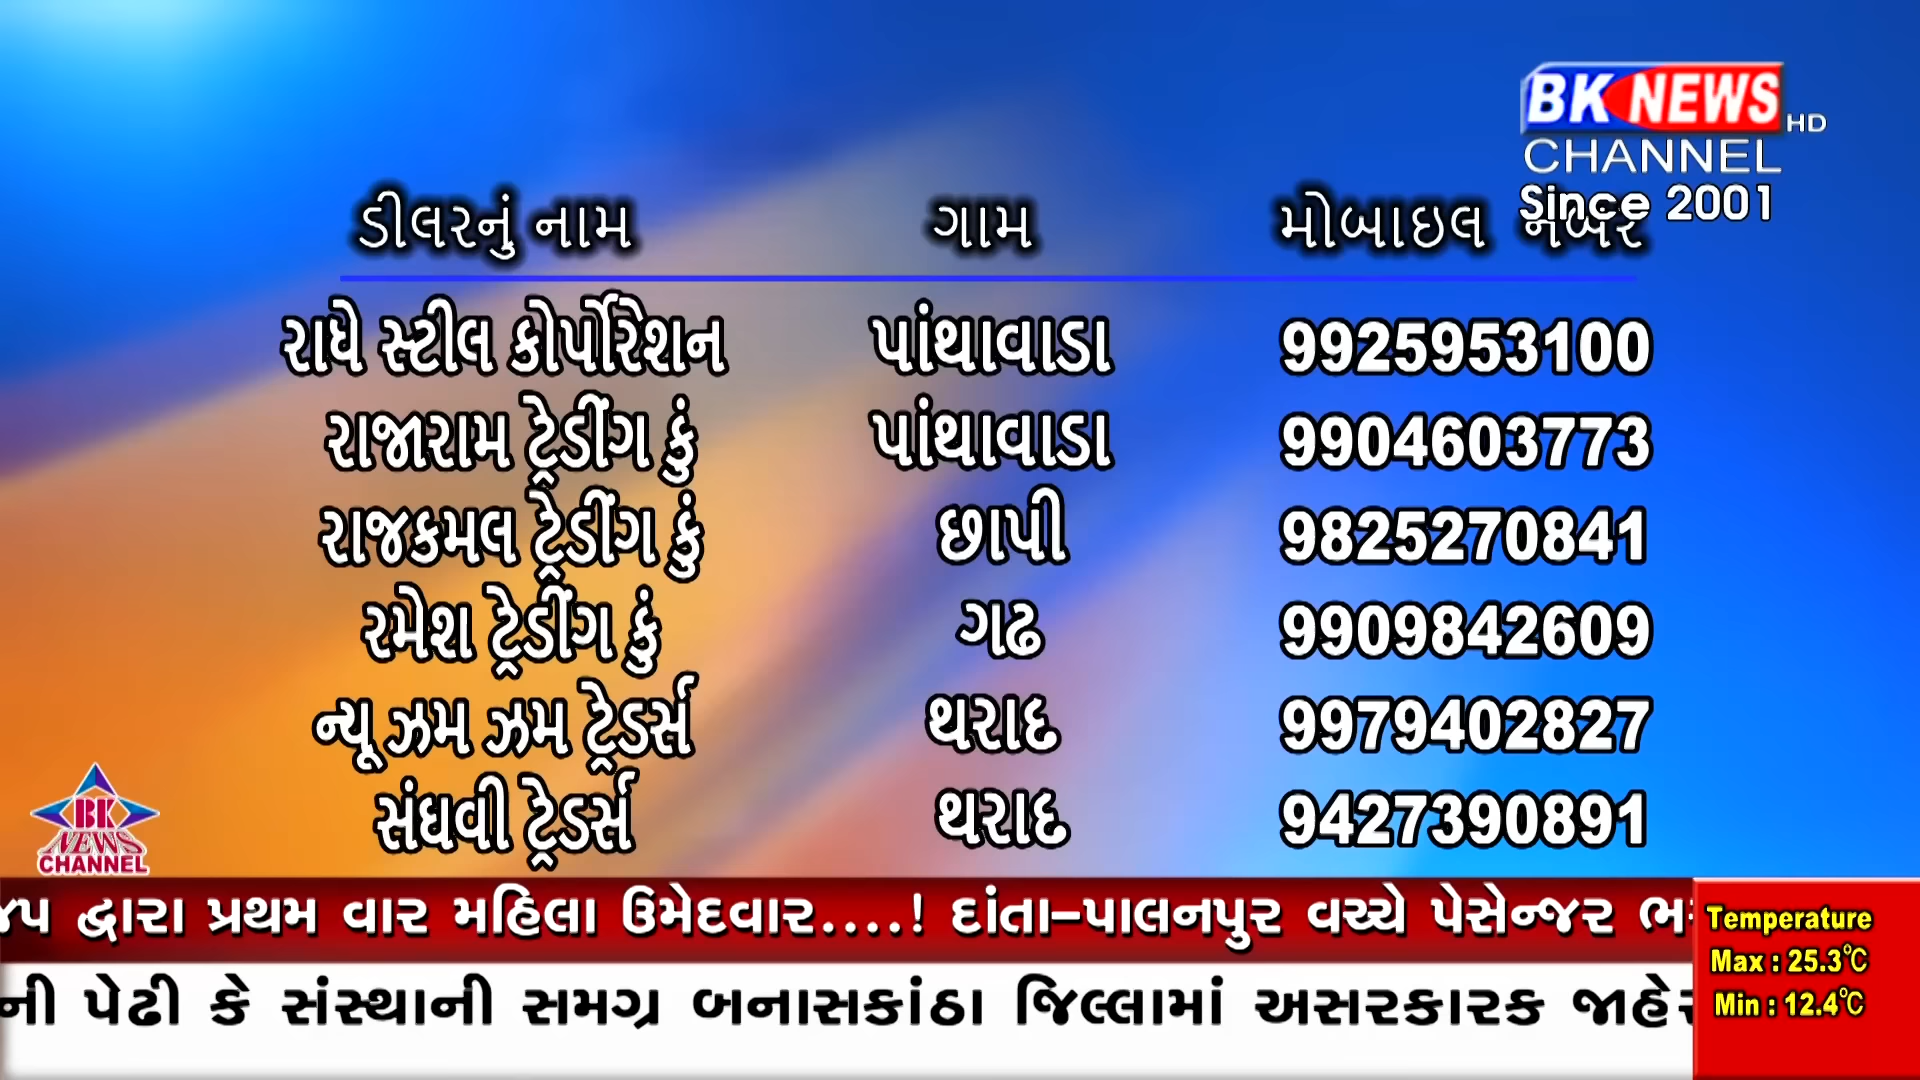 BK NEWS HD
CHANNEL
Since 2001
ડીલરનું નામ ગામ મોબાઇલ નંબર
રાધે સ્ટીલ કોર્પોરેશન પાંથાવાડા 9925953100
રાજારામ ટ્રેડીંગ કું પાંથાવાડા 9904603773
રાજકમલ ટ્રેડીંગ કું છાપી 9825270841
રમેશ ટ્રેડીંગ કું ગઢ 9909842609
ન્યૂ ઝમ ઝમ ટ્રેડર્સ થરાદ 9979402827
સંઘવી ટ્રેડર્સ થરાદ 9427390891
BK
NEWS
CHANNEL
દ્વારા પ્રથમ વાર મહિલા ઉમેદવાર....! દાંતા-પાલનપુર વચ્ચે પેસેન્જર
ની પેઢી કે સંસ્થાની સમગ્ર બનાસકાંઠા જિલ્લામાં અસરકારક
Temperature
Max : 25.3℃
Min : 12.4℃